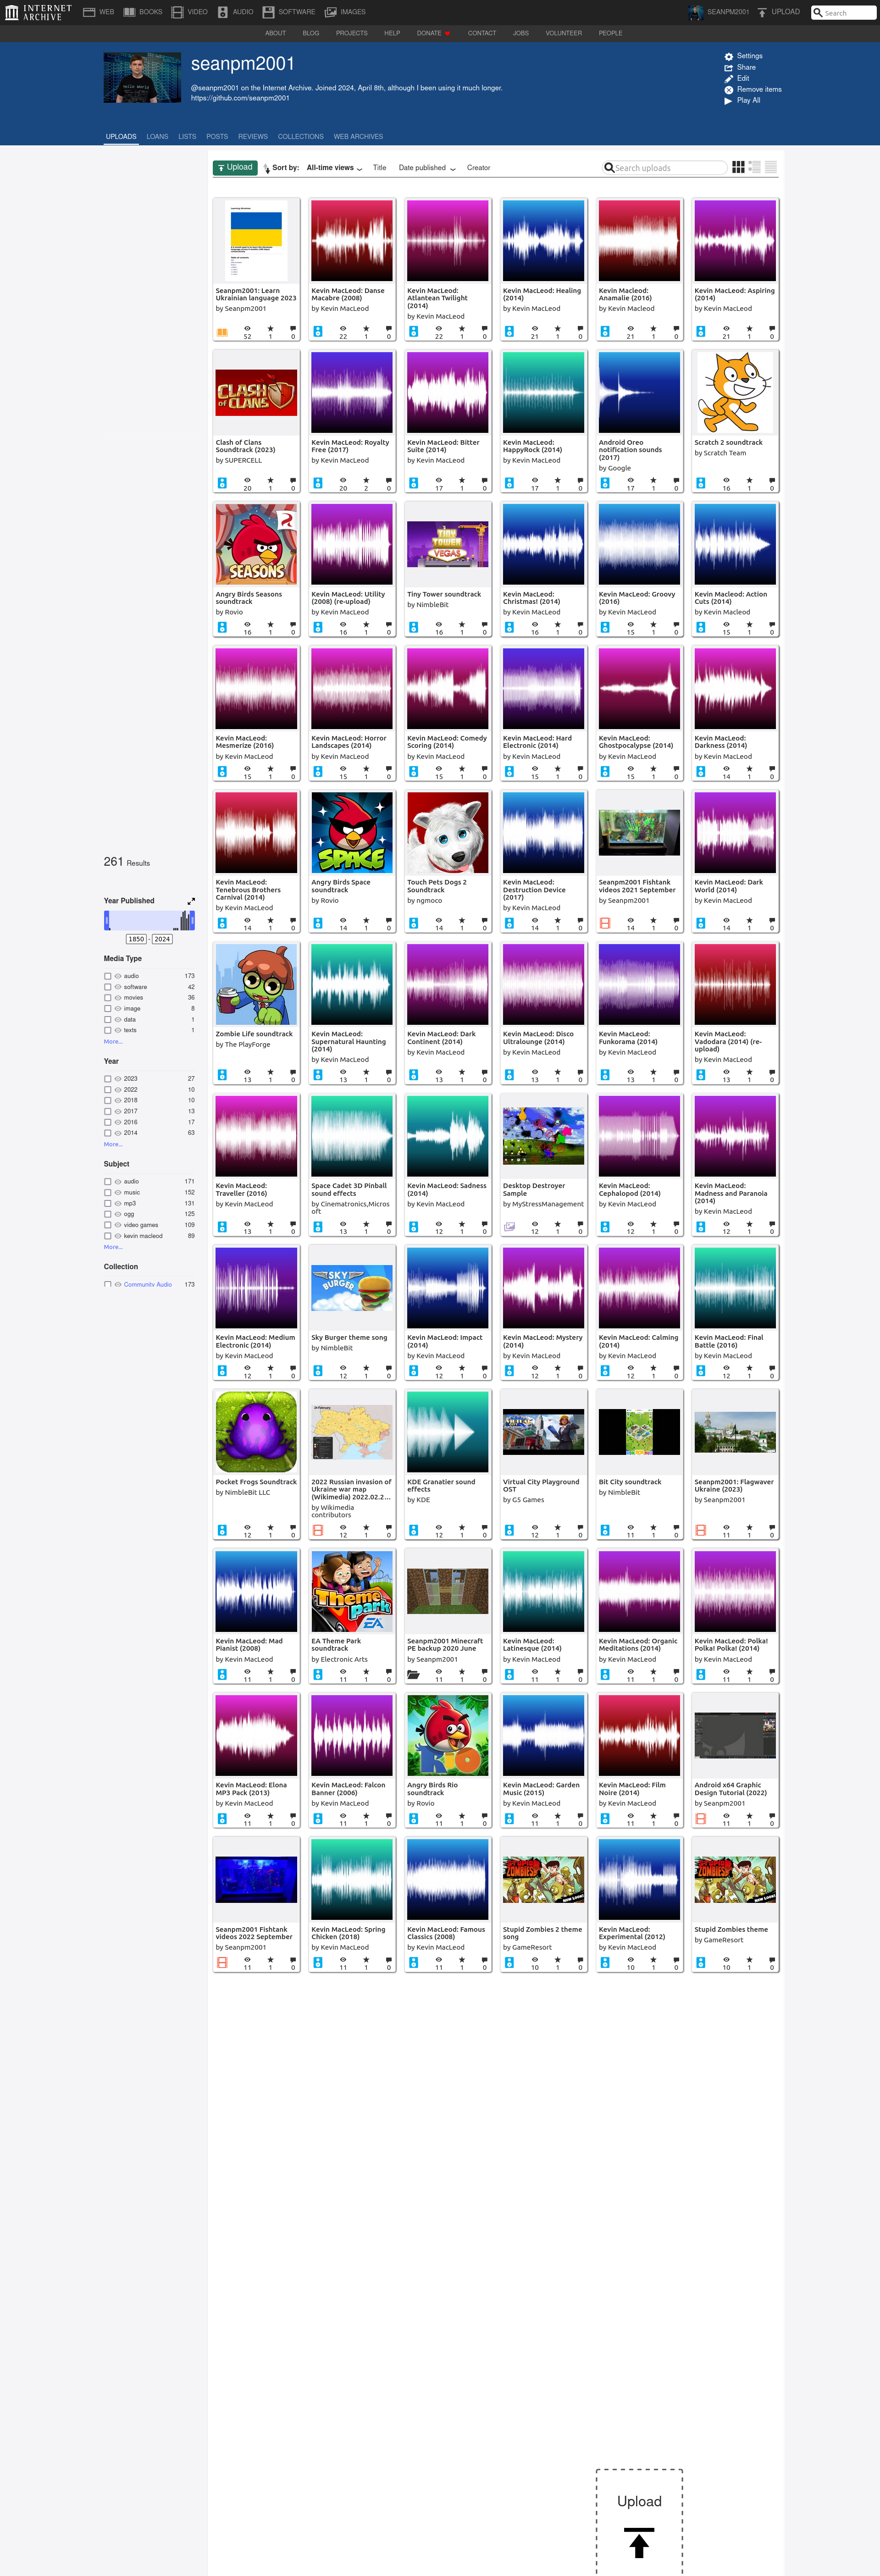 INTERNET ARCHIVE
WEB BOOKS VIDEO AUDIO SOFTWARE IMAGES SEANPM2001 UPLOAD Search
ABOUT BLOG PROJECTS HELP DONATE CONTACT JOBS VOLUNTEER PEOPLE
seanpm2001
@seanpm2001 on the Internet Archive. Joined 2024, April 8th, although I been using it much longer.
https://github.com/seanpm2001
Settings
Share
Edit
Remove items
Play All
UPLOADS LOANS LISTS POSTS REVIEWS COLLECTIONS WEB ARCHIVES
Upload Sort by: All-time views Title Date published Creator Search uploads
261 Results
Year Published
1850 - 2024
Media Type
audio 173
software 42
movies 36
image 8
data 1
texts 1
More...
Year
2023 27
2022 10
2018 10
2017 13
2016 17
2014 63
More...
Subject
audio 171
music 152
mp3 131
ogg 125
video games 109
kevin macleod 89
More...
Collection
Community Audio 173
Seanpm2001: Learn
Ukrainian language 2023
by Seanpm2001
52 1 0
Kevin MacLeod: Danse
Macabre (2008)
by Kevin MacLeod
22 1 0
Kevin MacLeod:
Atlantean Twilight
(2014)
by Kevin MacLeod
22 1 0
Kevin MacLeod: Healing
(2014)
by Kevin MacLeod
21 1 0
Kevin Macleod:
Anamalie (2016)
by Kevin Macleod
21 1 0
Kevin MacLeod: Aspiring
(2014)
by Kevin MacLeod
21 1 0
CLASH OF CLANS
Clash of Clans
Soundtrack (2023)
by SUPERCELL
20 1 0
Kevin MacLeod: Royalty
Free (2017)
by Kevin MacLeod
20 2 0
Kevin MacLeod: Bitter
Suite (2014)
by Kevin MacLeod
17 1 0
Kevin MacLeod:
HappyRock (2014)
by Kevin MacLeod
17 1 0
Android Oreo
notification sounds
(2017)
by Google
17 1 0
Scratch 2 soundtrack
by Scratch Team
16 1 0
SEASONS
Angry Birds Seasons
soundtrack
by Rovio
16 1 0
Kevin MacLeod: Utility
(2008) (re-upload)
by Kevin MacLeod
16 1 0
TINY TOWER VEGAS
Tiny Tower soundtrack
by NimbleBit
16 1 0
Kevin MacLeod:
Christmas! (2014)
by Kevin MacLeod
16 1 0
Kevin MacLeod: Groovy
(2016)
by Kevin MacLeod
15 1 0
Kevin Macleod: Action
Cuts (2014)
by Kevin Macleod
15 1 0
Kevin MacLeod:
Mesmerize (2016)
by Kevin MacLeod
15 1 0
Kevin MacLeod: Horror
Landscapes (2014)
by Kevin MacLeod
15 1 0
Kevin MacLeod: Comedy
Scoring (2014)
by Kevin MacLeod
15 1 0
Kevin MacLeod: Hard
Electronic (2014)
by Kevin MacLeod
15 1 0
Kevin MacLeod:
Ghostpocalypse (2014)
by Kevin MacLeod
15 1 0
Kevin MacLeod:
Darkness (2014)
by Kevin MacLeod
14 1 0
Kevin MacLeod:
Tenebrous Brothers
Carnival (2014)
by Kevin MacLeod
14 1 0
SPACE
Angry Birds Space
soundtrack
by Rovio
14 1 0
Touch Pets Dogs 2
Soundtrack
by ngmoco
14 1 0
Kevin MacLeod:
Destruction Device
(2017)
by Kevin MacLeod
14 1 0
Seanpm2001 Fishtank
videos 2021 September
by Seanpm2001
14 1 0
Kevin MacLeod: Dark
World (2014)
by Kevin MacLeod
14 1 0
Zombie Life soundtrack
by The PlayForge
13 1 0
Kevin MacLeod:
Supernatural Haunting
(2014)
by Kevin MacLeod
13 1 0
Kevin MacLeod: Dark
Continent (2014)
by Kevin MacLeod
13 1 0
Kevin MacLeod: Disco
Ultralounge (2014)
by Kevin MacLeod
13 1 0
Kevin MacLeod:
Funkorama (2014)
by Kevin MacLeod
13 1 0
Kevin MacLeod:
Vadodara (2014) (re-
upload)
by Kevin MacLeod
13 1 0
Kevin MacLeod:
Traveller (2016)
by Kevin MacLeod
13 1 0
Space Cadet 3D Pinball
sound effects
by Cinematronics,Micros
oft
13 1 0
Kevin MacLeod: Sadness
(2014)
by Kevin MacLeod
12 1 0
Desktop Destroyer
Sample
by MyStressManagement
12 1 0
Kevin MacLeod:
Cephalopod (2014)
by Kevin MacLeod
12 1 0
Kevin MacLeod:
Madness and Paranoia
(2014)
by Kevin MacLeod
12 1 0
Kevin MacLeod: Medium
Electronic (2014)
by Kevin MacLeod
12 1 0
SKY BURGER
Sky Burger theme song
by NimbleBit
12 1 0
Kevin MacLeod: Impact
(2014)
by Kevin MacLeod
12 1 0
Kevin MacLeod: Mystery
(2014)
by Kevin MacLeod
12 1 0
Kevin MacLeod: Calming
(2014)
by Kevin MacLeod
12 1 0
Kevin MacLeod: Final
Battle (2016)
by Kevin MacLeod
12 1 0
Pocket Frogs Soundtrack
by NimbleBit LLC
12 1 0
2022 Russian invasion of
Ukraine war map
(Wikimedia) 2022.02.2...
by Wikimedia
contributors
12 1 0
KDE Granatier sound
effects
by KDE
12 1 0
Virtual City Playground
OST
by G5 Games
12 1 0
Bit City soundtrack
by NimbleBit
11 1 0
Seanpm2001: Flagwaver
Ukraine (2023)
by Seanpm2001
11 1 0
Kevin MacLeod: Mad
Pianist (2008)
by Kevin MacLeod
11 1 0
Theme Park
EA
EA Theme Park
soundtrack
by Electronic Arts
11 1 0
Seanpm2001 Minecraft
PE backup 2020 June
by Seanpm2001
11 1 0
Kevin MacLeod:
Latinesque (2014)
by Kevin MacLeod
11 1 0
Kevin MacLeod: Organic
Meditations (2014)
by Kevin MacLeod
11 1 0
Kevin MacLeod: Polka!
Polka! Polka! (2014)
by Kevin MacLeod
11 1 0
Kevin MacLeod: Elona
MP3 Pack (2013)
by Kevin MacLeod
11 1 0
Kevin MacLeod: Falcon
Banner (2006)
by Kevin MacLeod
11 1 0
RIO
Angry Birds Rio
soundtrack
by Rovio
11 1 0
Kevin MacLeod: Garden
Music (2015)
by Kevin MacLeod
11 1 0
Kevin MacLeod: Film
Noire (2014)
by Kevin MacLeod
11 1 0
Android x64 Graphic
Design Tutorial (2022)
by Seanpm2001
11 1 0
Seanpm2001 Fishtank
videos 2022 September
by Seanpm2001
11 1 0
Kevin MacLeod: Spring
Chicken (2018)
by Kevin MacLeod
11 1 0
Kevin MacLeod: Famous
Classics (2008)
by Kevin MacLeod
11 1 0
Stupid Zombies 2 theme
song
by GameResort
10 1 0
Kevin MacLeod:
Experimental (2012)
by Kevin MacLeod
10 1 0
Stupid Zombies theme
by GameResort
10 1 0
Upload